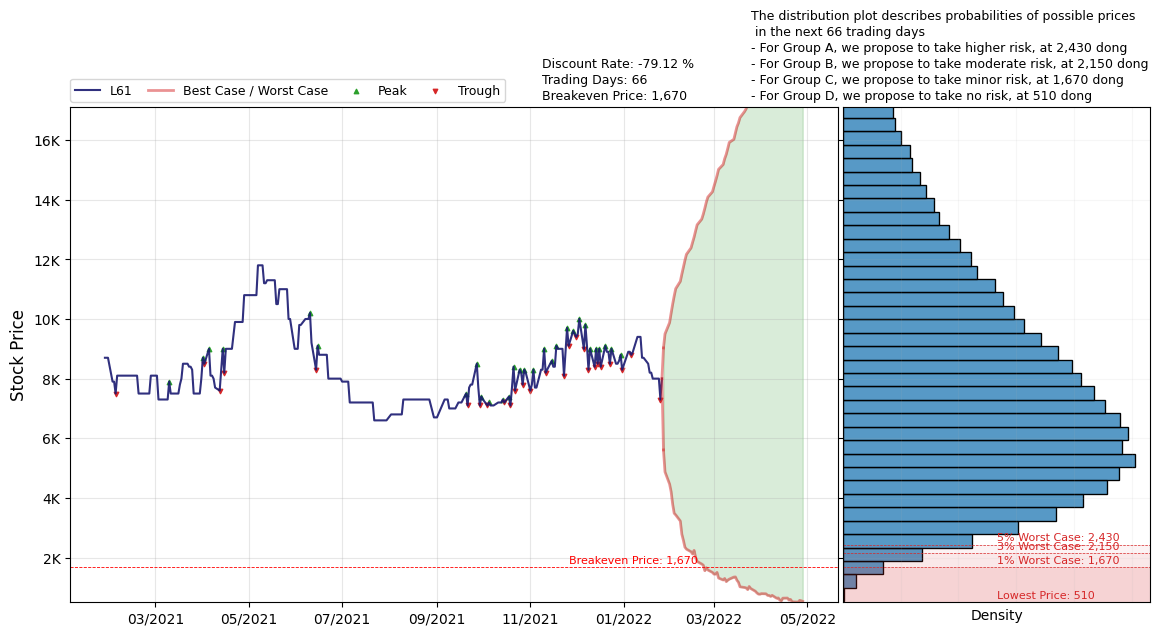 The distribution plot describes probabilities of possible prices
in the next 66 trading days
- For Group A, we propose to take higher risk, at 2,430 dong
- For Group B, we propose to take moderate risk, at 2,150 dong
- For Group C, we propose to take minor risk, at 1,670 dong
- For Group D, we propose to take no risk, at 510 dong
Discount Rate: -79.12 %
Trading Days: 66
Breakeven Price: 1,670
L61
Best Case / Worst Case
Peak
Trough
Stock Price
16K
14K
12K
10K
8K
6K
4K
2K
Breakeven Price: 1,670
5% Worst Case: 2,430
3% Worst Case: 2,150
1% Worst Case: 1,670
Lowest Price: 510
03/2021
05/2021
07/2021
09/2021
11/2021
01/2022
03/2022
05/2022
Density